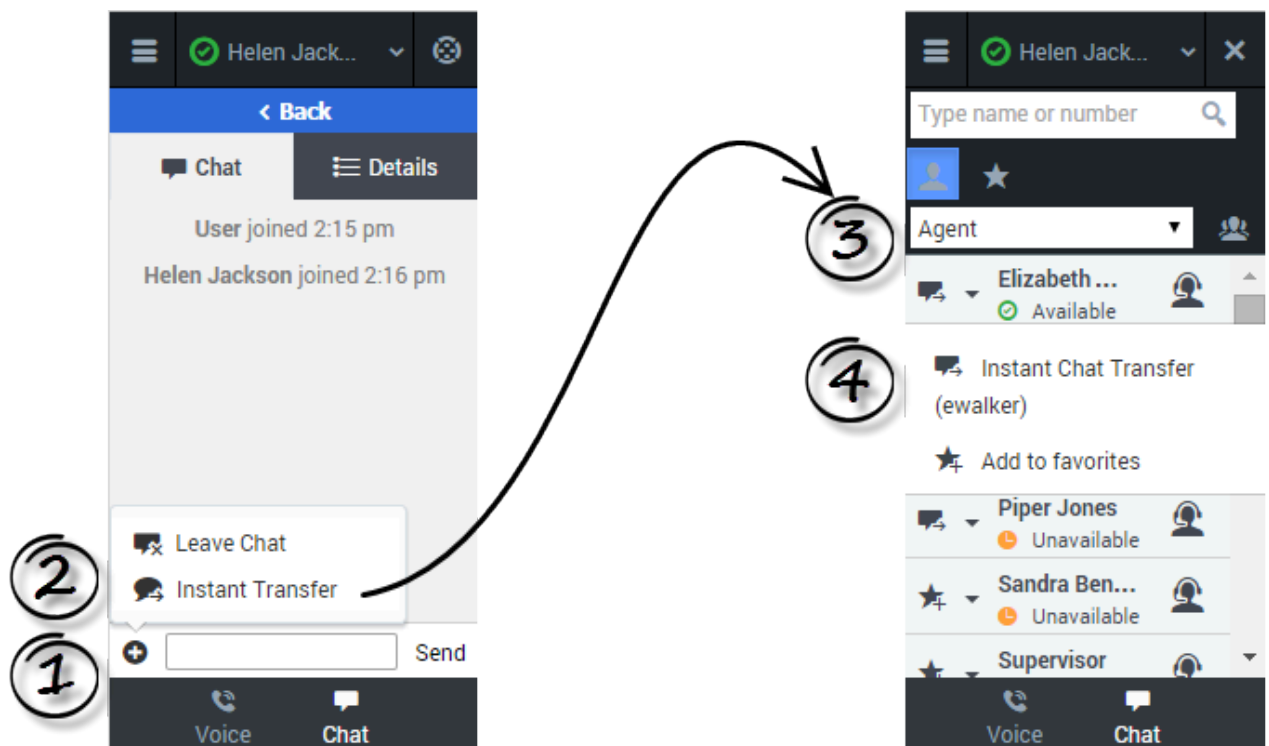 Helen Jack...
Back
Chat
Details
User joined 2:15 pm
Helen Jackson joined 2:16 pm
2
Leave Chat
Instant Transfer
1
Send
Voice
Chat
Helen Jack...
Type name or number
3
Agent
Elizabeth ...
Available
4
Instant Chat Transfer
(ewalker)
Add to favorites
Piper Jones
Unavailable
Sandra Ben...
Unavailable
Supervisor
Voice
Chat